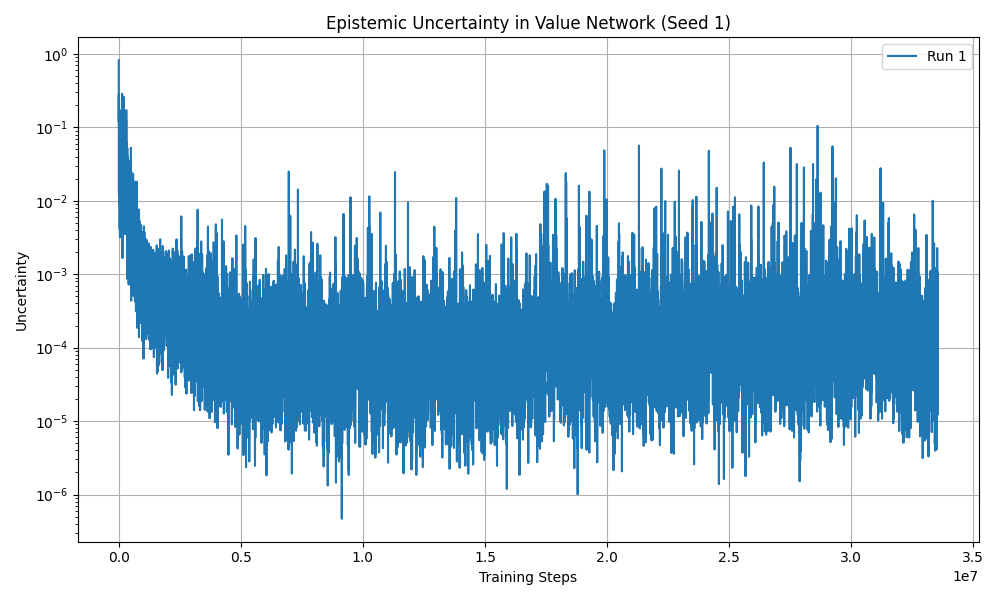 Epistemic Uncertainty in Value Network (Seed 1)
Run 1
Uncertainty
10^0
10^-1
10^-2
10^-3
10^-4
10^-5
10^-6
0.0 0.5 1.0 1.5 2.0 2.5 3.0 3.5
1e7
Training Steps